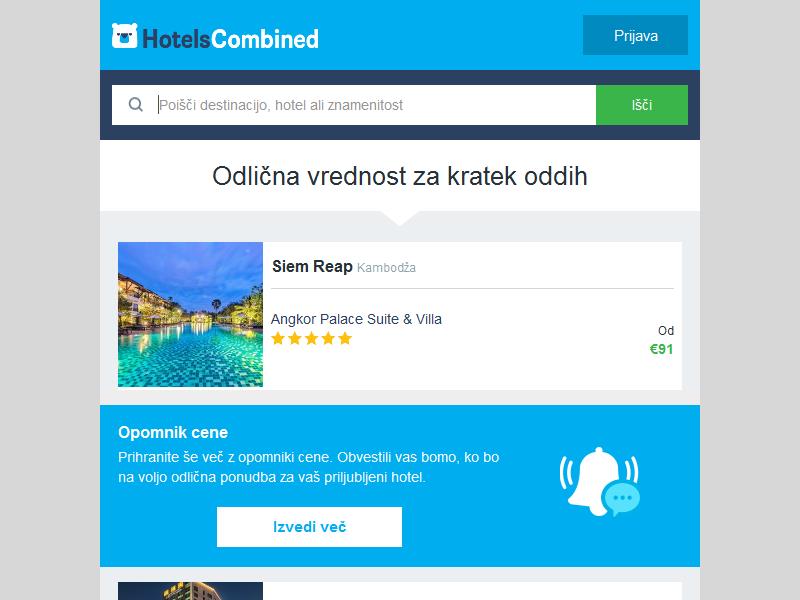 HotelsCombined
Prijava
Poišči destinacijo, hotel ali znamenitost
Išči
Odlična vrednost za kratek oddih
Siem Reap Kambodža
Angkor Palace Suite & Villa
Od
€91
Opomnik cene
Prihranite še več z opomniki cene. Obvestili vas bomo, ko bo
na voljo odlična ponudba za vaš priljubljeni hotel.
Izvedi več